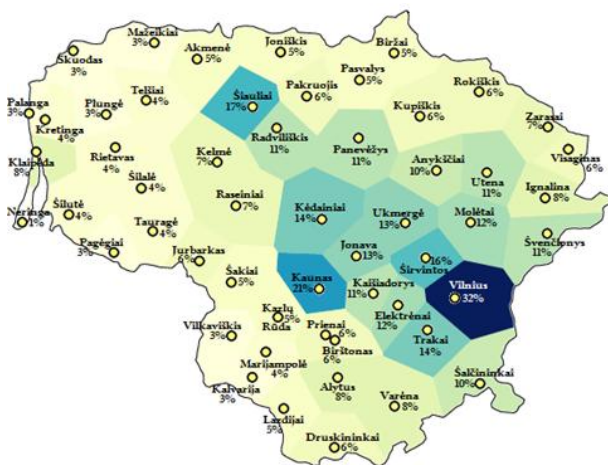 Mažeikiai
3%
Skuodas
3%
Akmenė
5%
Joniškis
5%
Biržai
5%
Pasvalys
5%
Rokiškis
6%
Palanga
3%
Plungė
3%
Telšiai
4%
Šiauliai
17%
Pakruojis
6%
Kupiškis
6%
Zarasai
7%
Kretinga
4%
Radviliškis
11%
Panevėžys
11%
Visaginas
6%
Klaipėda
8%
Rietavas
4%
Kelmė
7%
Anykščiai
10%
Utena
11%
Ignalina
8%
Šilalė
4%
Neringa
1%
Šilutė
4%
Raseiniai
7%
Kėdainiai
14%
Ukmergė
13%
Molėtai
12%
Švenčionys
11%
Tauragė
4%
Pagėgiai
3%
Jurbarkas
6%
Jonava
13%
16%
Širvintos
Šakiai
5%
Kaunas
21%
Kaišiadorys
11%
Vilnius
32%
Kazlų
5%
Rūda
Elektrėnai
12%
Vilkaviškis
3%
Prienai
6%
Birštonas
6%
Trakai
14%
Marijampolė
4%
Kalvarija
3%
Alytus
8%
Šalčininkai
10%
Varėna
8%
Lazdijai
5%
Druskininkai
6%